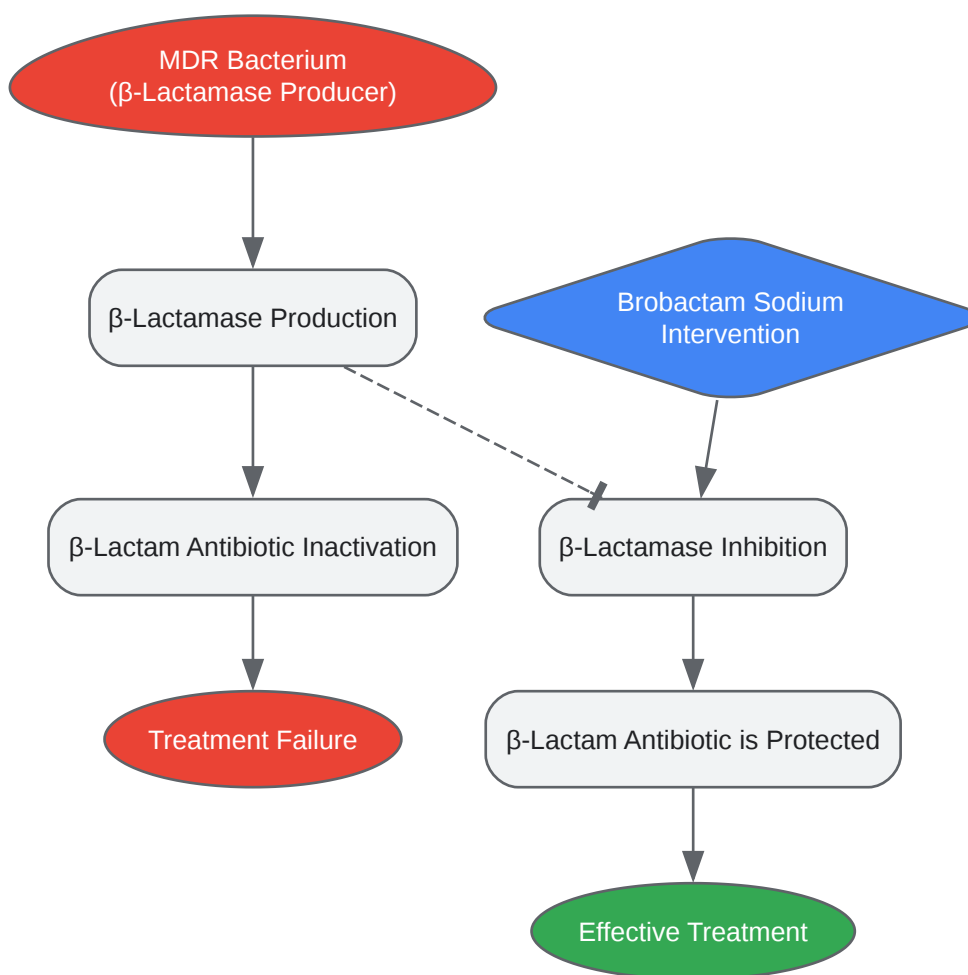 MDR Bacterium
(β-Lactamase Producer)
β-Lactamase Production
Brobactam Sodium
Intervention
β-Lactam Antibiotic Inactivation
β-Lactamase Inhibition
Treatment Failure
β-Lactam Antibiotic is Protected
Effective Treatment